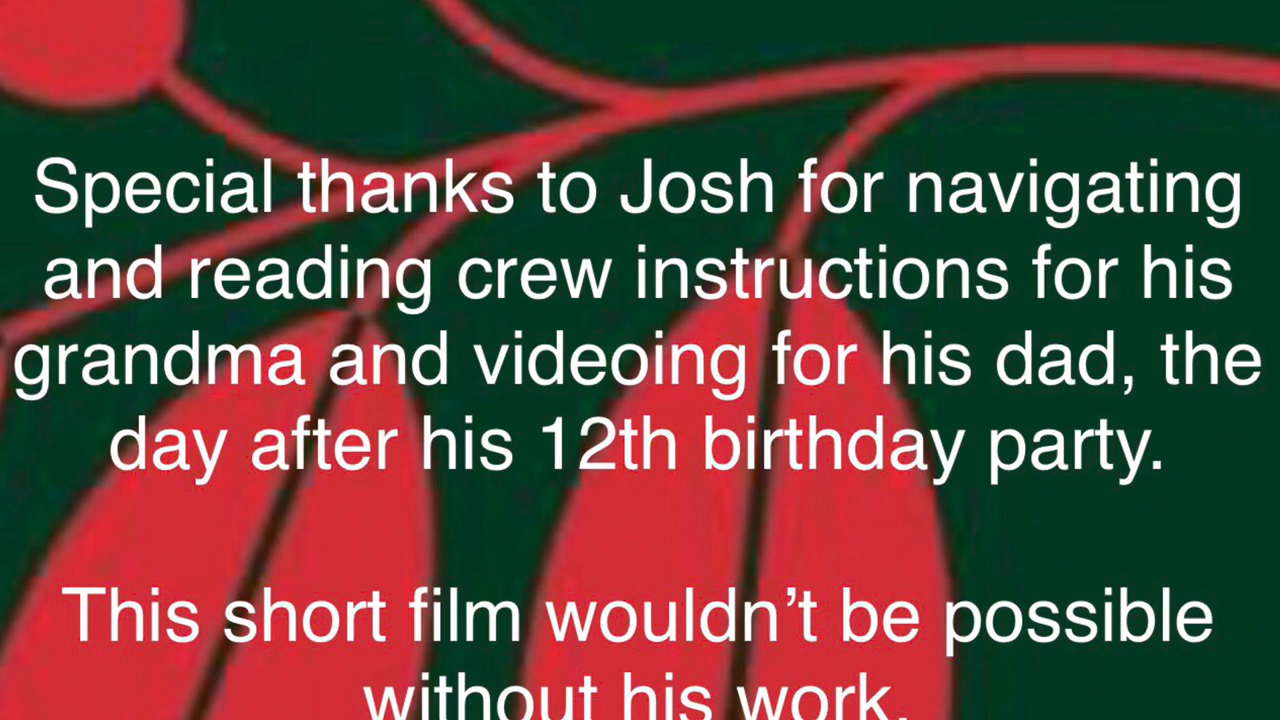 Special thanks to Josh for navigating
and reading crew instructions for his
grandma and videoing for his dad, the
day after his 12th birthday party.
This short film wouldn’t be possible
without his work.